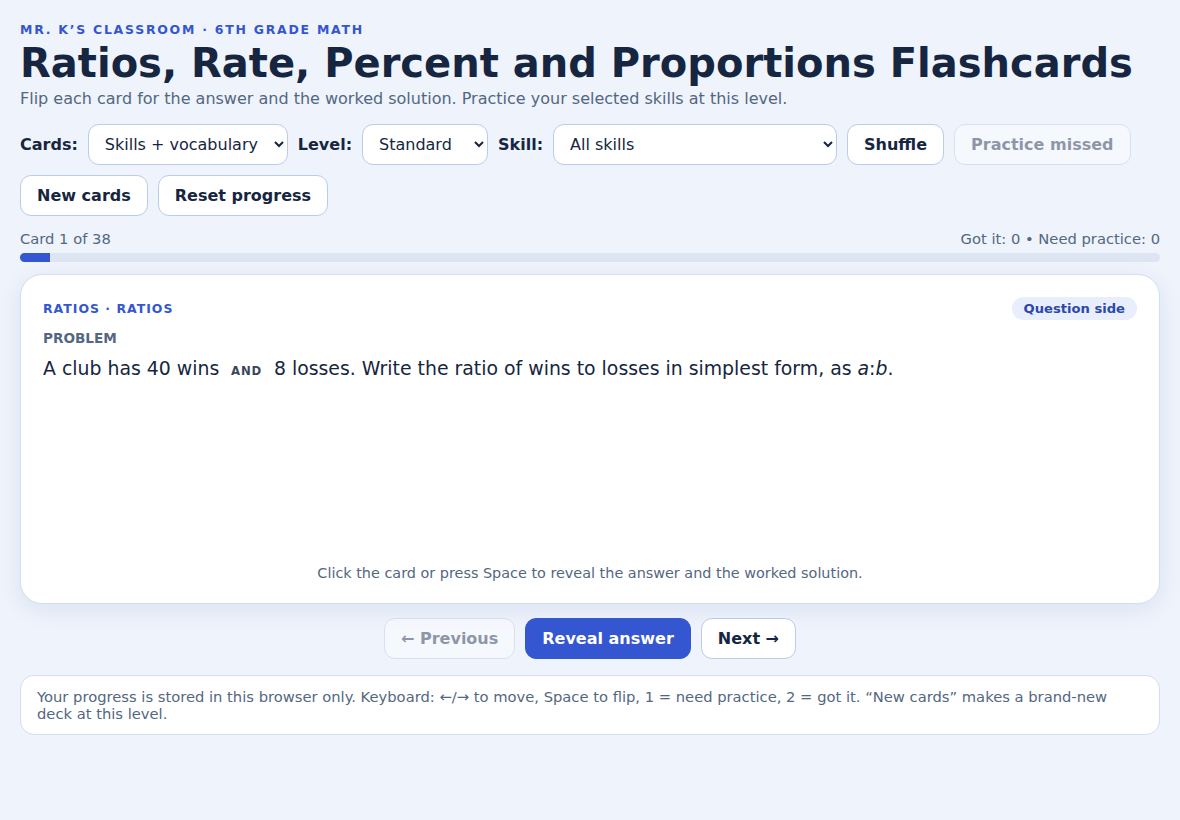 MR. K’S CLASSROOM · 6TH GRADE MATH
Ratios, Rate, Percent and Proportions Flashcards
Flip each card for the answer and the worked solution. Practice your selected skills at this level.
Cards: Skills + vocabulary Level: Standard Skill: All skills Shuffle Practice missed
New cards Reset progress
Card 1 of 38 Got it: 0 • Need practice: 0
RATIOS · RATIOS Question side
PROBLEM
A club has 40 wins AND 8 losses. Write the ratio of wins to losses in simplest form, as a:b.
Click the card or press Space to reveal the answer and the worked solution.
← Previous Reveal answer Next →
Your progress is stored in this browser only. Keyboard: ←/→ to move, Space to flip, 1 = need practice, 2 = got it. “New cards” makes a brand-new
deck at this level.